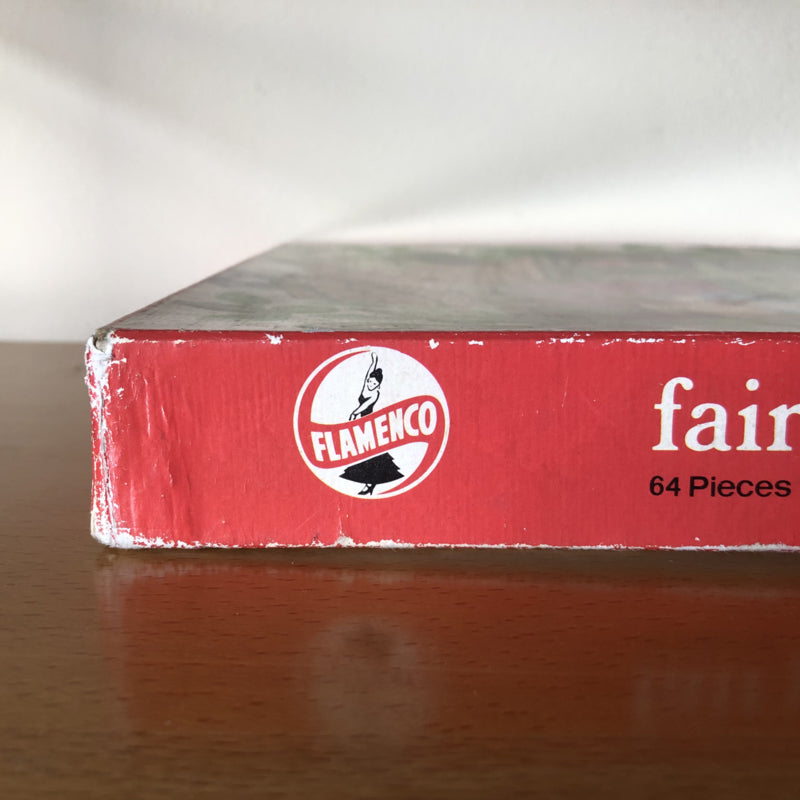 FLAMENCO
fair
64 Pieces